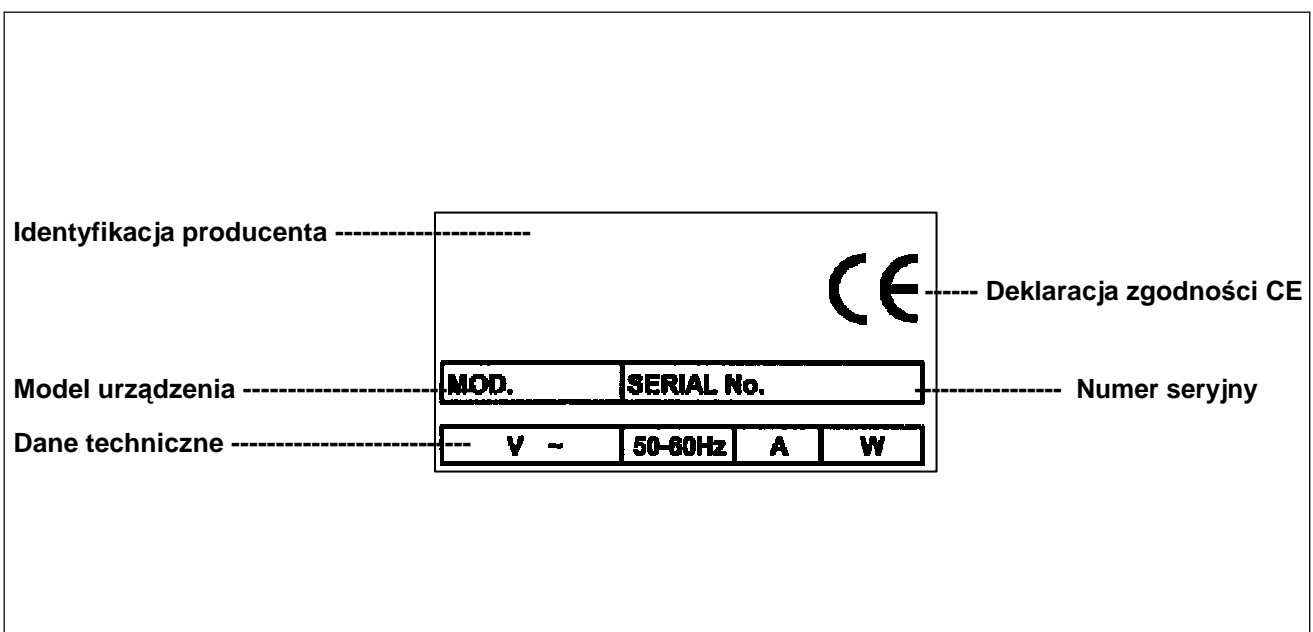 Identyfikacja producenta ----------------------
CE ------ Deklaracja zgodności CE
Model urządzenia ----------------------- MOD. SERIAL No. ---------------- Numer seryjny
Dane techniczne --------------------------- V ~ 50-60Hz A W